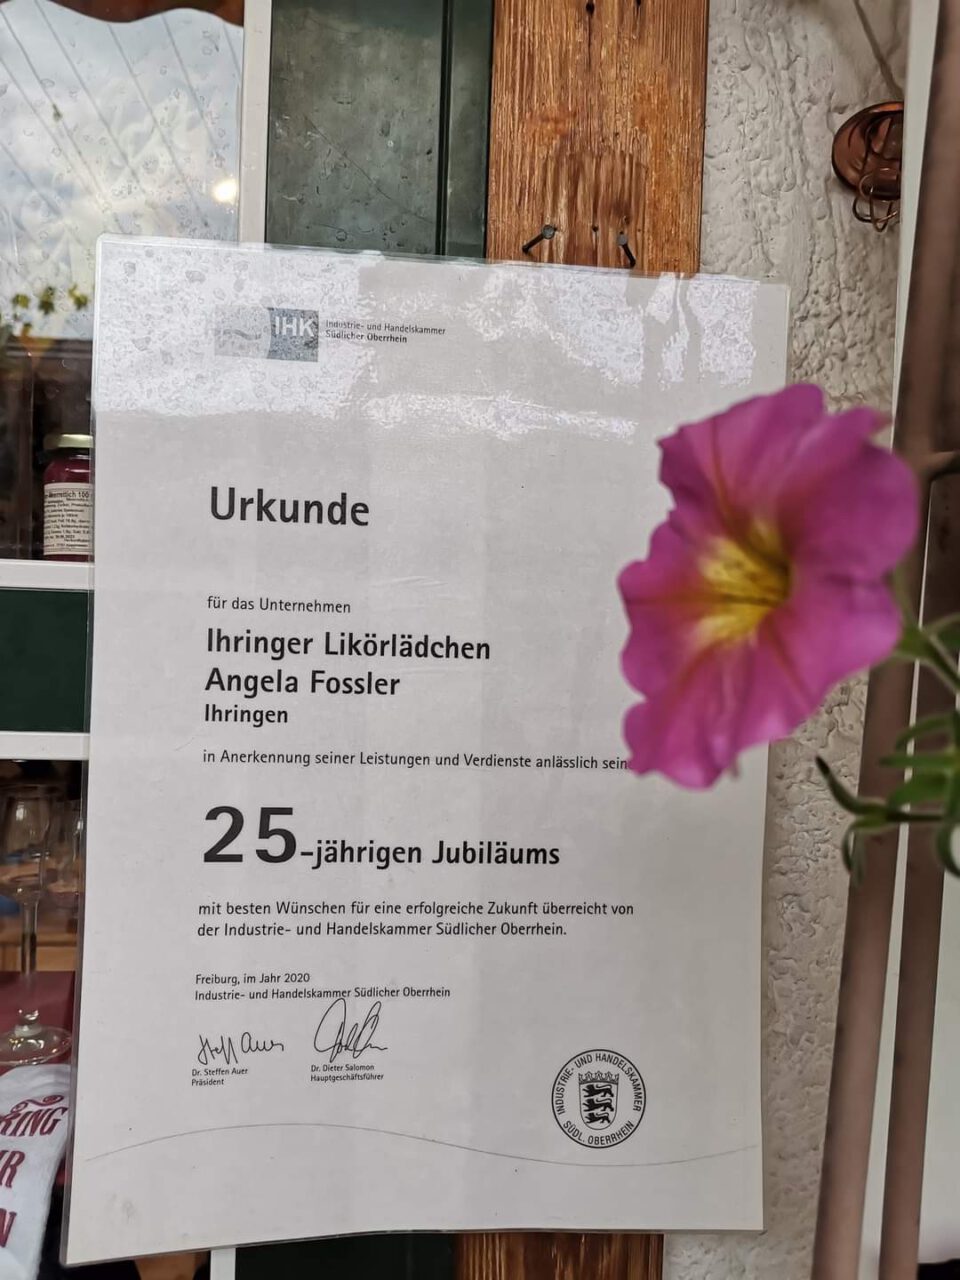 IHK
Industrie- und Handelskammer
Südlicher Oberrhein
Urkunde
für das Unternehmen
Ihringer Likörlädchen
Angela Fossler
Ihringen
in Anerkennung seiner Leistungen und Verdienste anlässlich sein
25-jährigen Jubiläums
mit besten Wünschen für eine erfolgreiche Zukunft überreicht von
der Industrie- und Handelskammer Südlicher Oberrhein.
Freiburg, im Jahr 2020
Industrie- und Handelskammer Südlicher Oberrhein
Steff Auer
Dr. Steffen Auer
Präsident
Dr. Dieter Salomon
Hauptgeschäftsführer
INDUSTRIE- UND HANDELSKAMMER
SÜDL. OBERRHEIN
RING